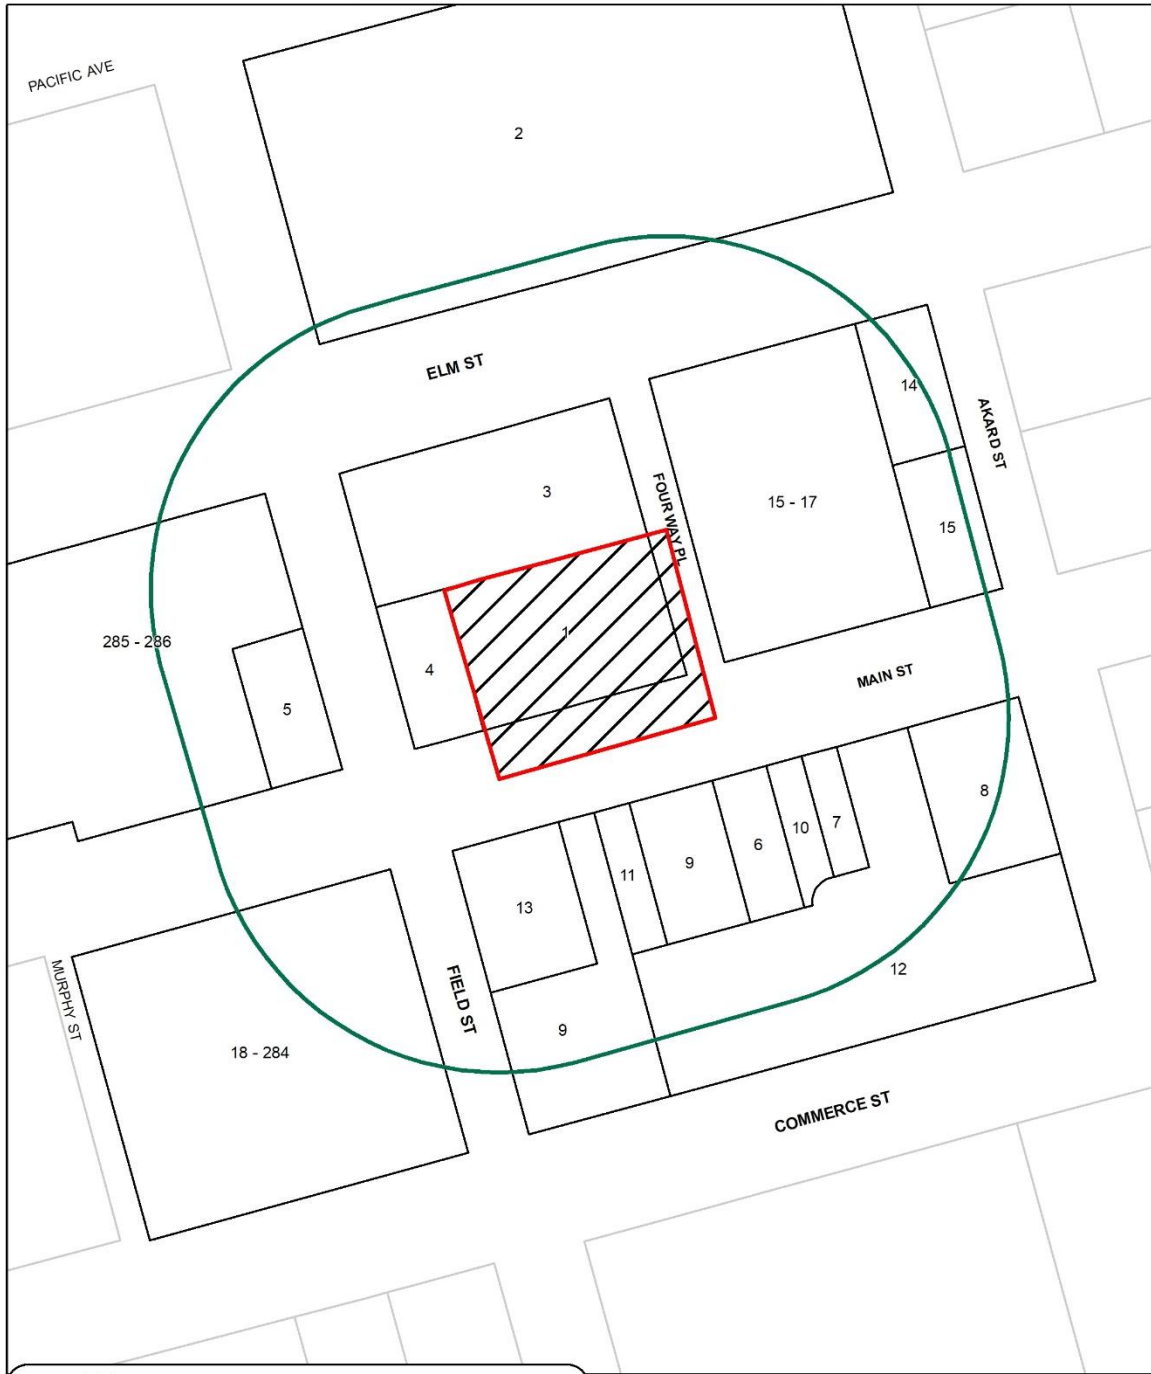 PACIFIC AVE
2
ELM ST
14
AKARD ST
3
FOUR WAY PL
15 - 17
15
1
285 - 286
4
5
MAIN ST
8
7
10
6
9
11
13
12
MURPHY ST
FIELD ST
9
18 - 284
COMMERCE ST